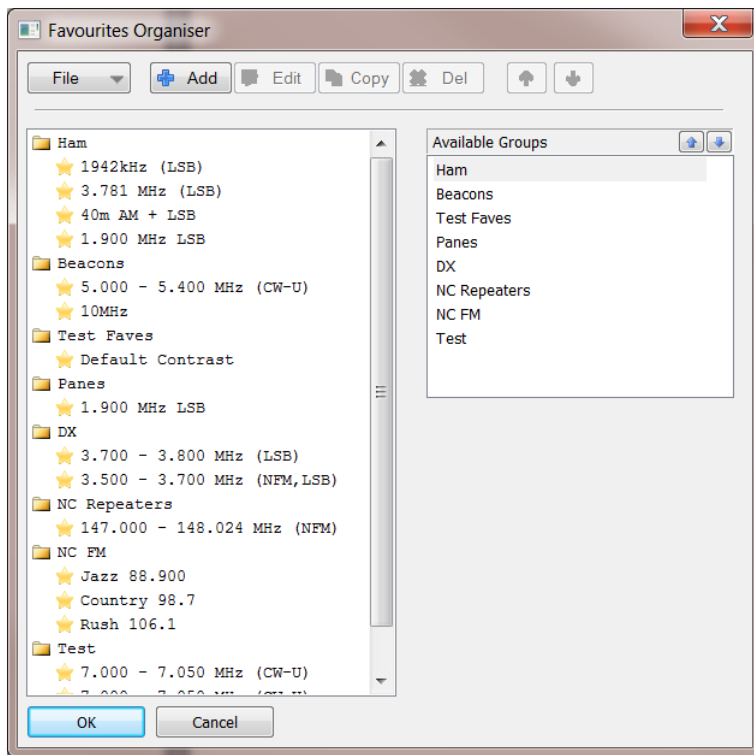 Favourites Organiser
File Add Edit Copy Del
Ham
1942kHz (LSB)
3.781 MHz (LSB)
40m AM + LSB
1.900 MHz LSB
Beacons
5.000 - 5.400 MHz (CW-U)
10MHz
Test Faves
Default Contrast
Panes
1.900 MHz LSB
DX
3.700 - 3.800 MHz (LSB)
3.500 - 3.700 MHz (NFM,LSB)
NC Repeaters
147.000 - 148.024 MHz (NFM)
NC FM
Jazz 88.900
Country 98.7
Rush 106.1
Test
7.000 - 7.050 MHz (CW-U)
Available Groups
Ham
Beacons
Test Faves
Panes
DX
NC Repeaters
NC FM
Test
OK Cancel